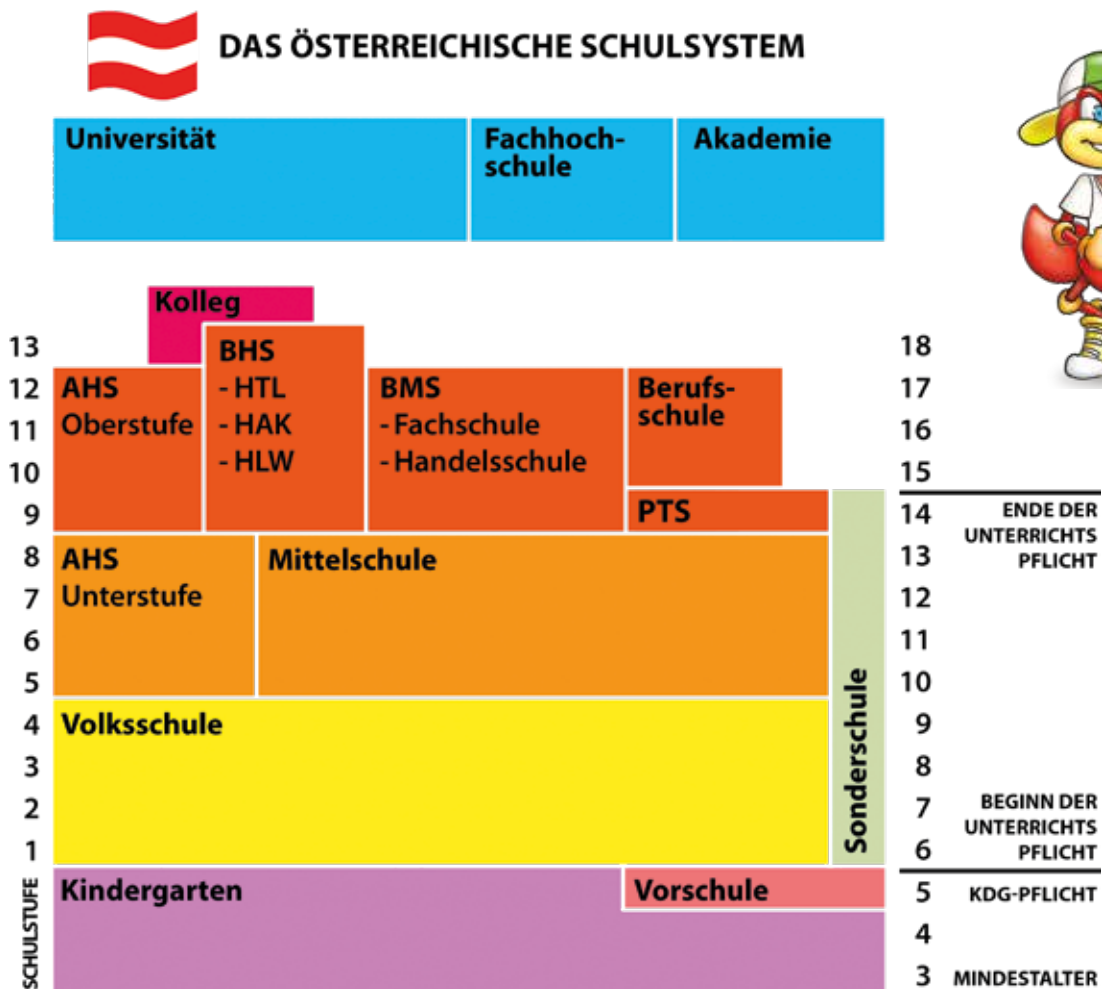 DAS ÖSTERREICHISCHE SCHULSYSTEM
Universität
Fachhoch-
schule
Akademie
Kolleg
13
BHS
18
12
AHS
- HTL
BMS
Berufs-
17
11
Oberstufe
- HAK
- Fachschule
schule
16
10
- HLW
- Handelsschule
15
9
PTS
14
ENDE DER
UNTERRICHTS
PFLICHT
8
AHS
Mittelschule
13
7
Unterstufe
12
6
11
5
10
Sonderschule
4
Volksschule
9
3
8
2
7
BEGINN DER
UNTERRICHTS
PFLICHT
1
6
SCHULSTUFE
Kindergarten
Vorschule
5
KDG-PFLICHT
4
3
MINDESTALTER